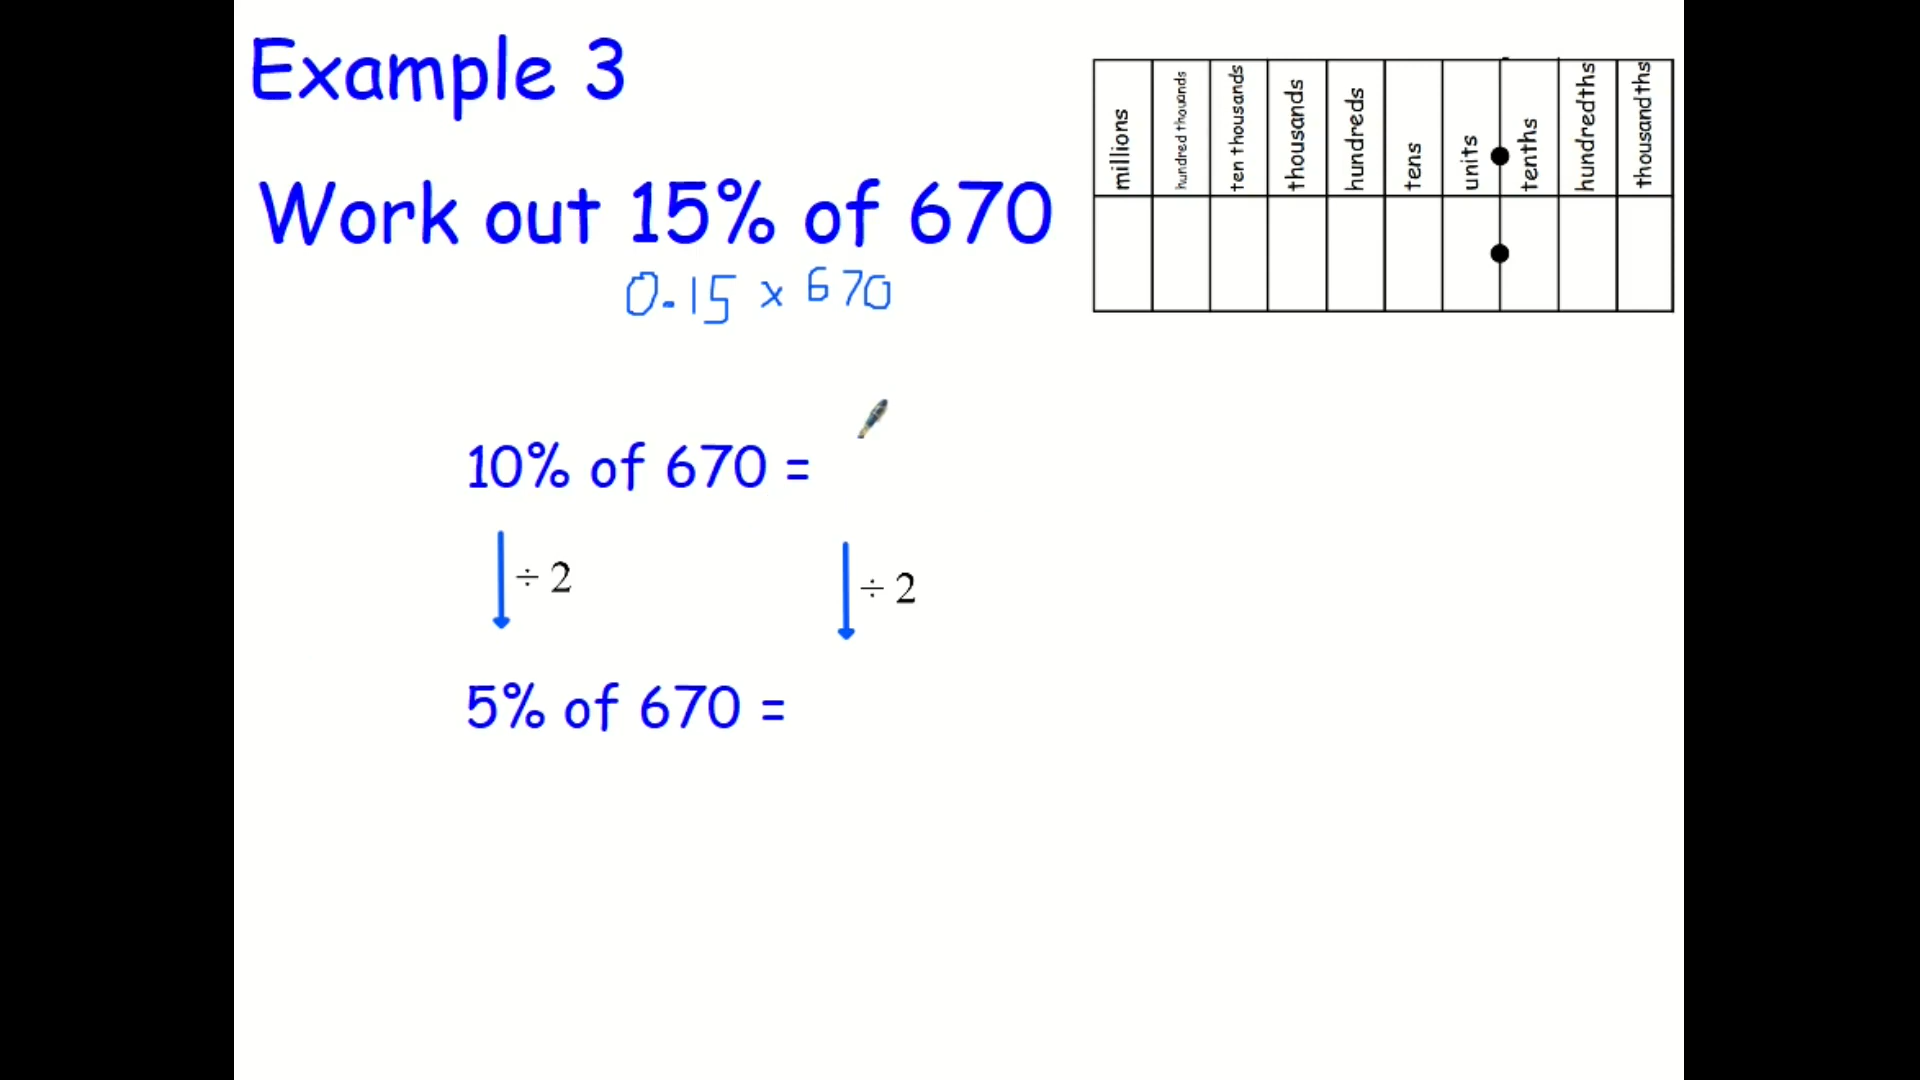 Example 3
Work out 15% of 670
0.15 x 670
millions
hundred thouands
ten thousands
thousands
hundreds
tens
units
tenths
hundredths
thousandths
10% of 670 =
÷ 2
÷ 2
5% of 670 =